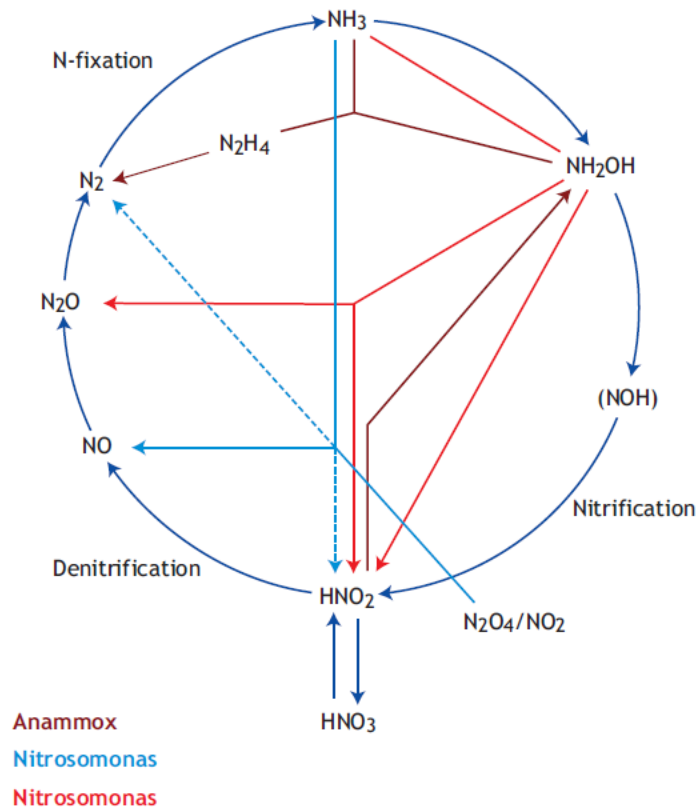 NH₃
N-fixation
N₂H₄
NH₂OH
N₂
N₂O
(NOH)
NO
Nitrification
Denitrification
HNO₂
N₂O₄/NO₂
HNO₃
Anammox
Nitrosomonas
Nitrosomonas